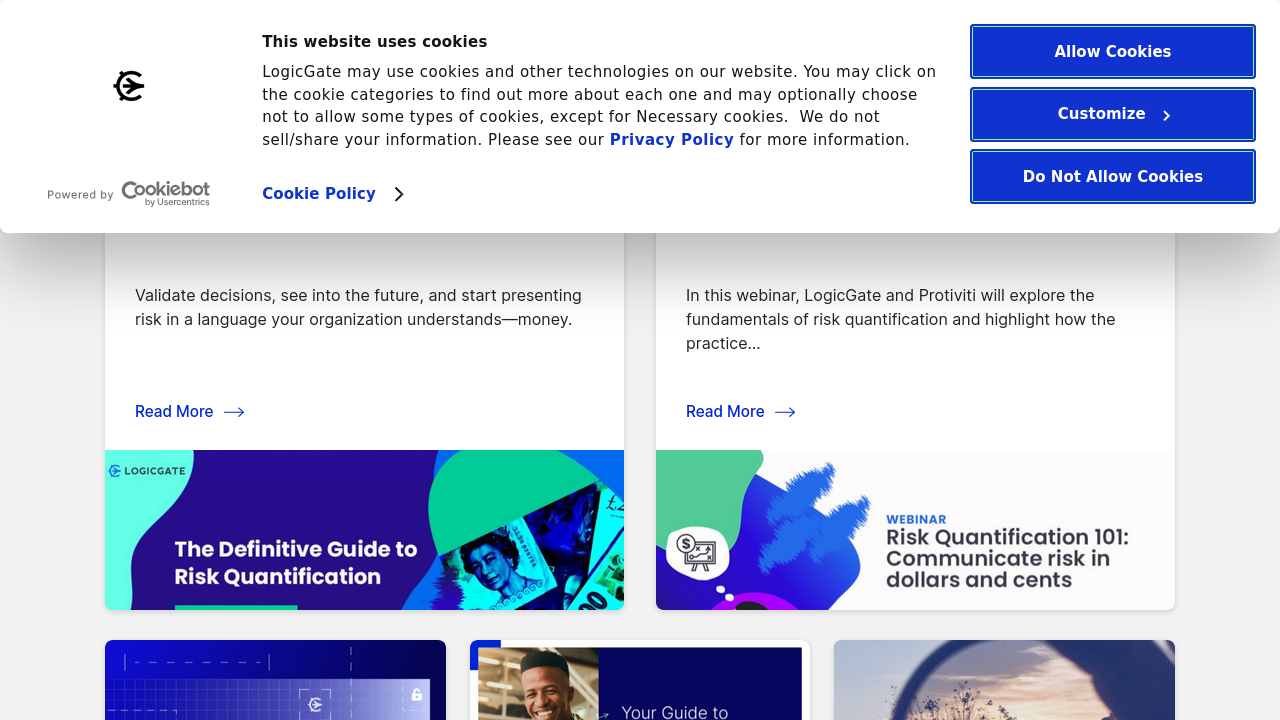 This website uses cookies
LogicGate may use cookies and other technologies on our website. You may click on
the cookie categories to find out more about each one and may optionally choose
not to allow some types of cookies, except for Necessary cookies.  We do not
sell/share your information. Please see our Privacy Policy for more information.
Cookie Policy
Powered by Cookiebot
by Usercentrics
Allow Cookies
Customize
Do Not Allow Cookies
Validate decisions, see into the future, and start presenting
risk in a language your organization understands—money.
Read More
LOGICGATE
The Definitive Guide to
Risk Quantification
In this webinar, LogicGate and Protiviti will explore the
fundamentals of risk quantification and highlight how the
practice...
Read More
WEBINAR
Risk Quantification 101:
Communicate risk in
dollars and cents
Your Guide to